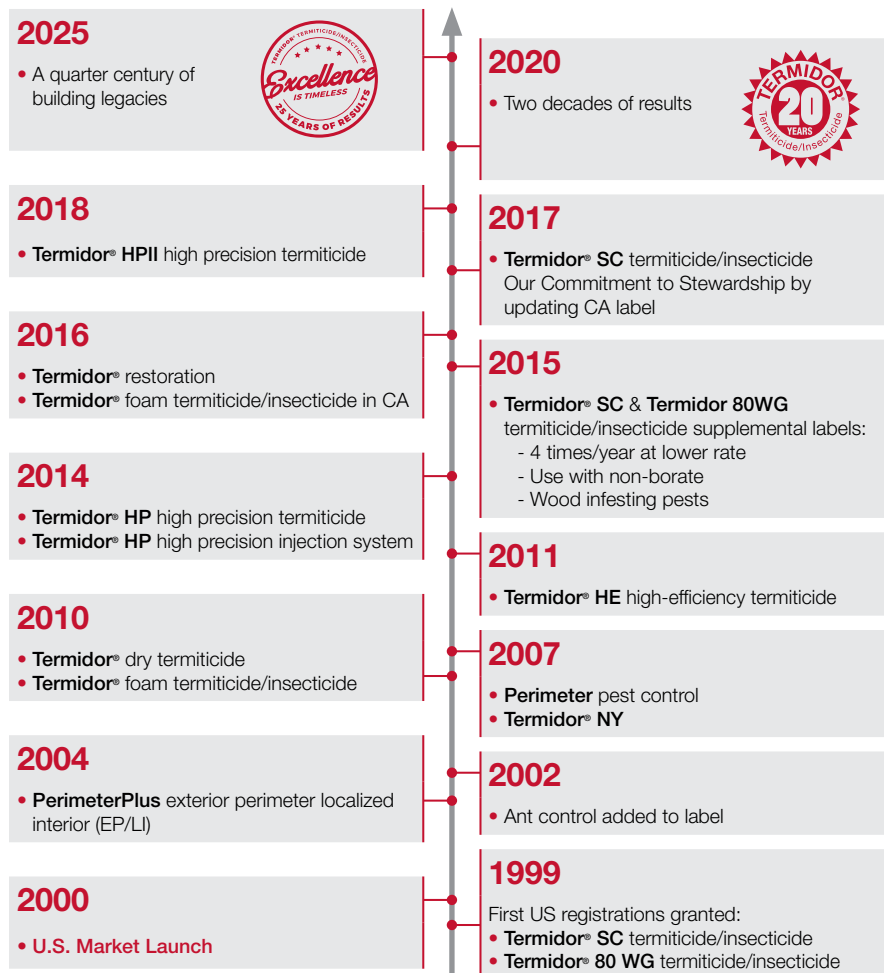 2025
• A quarter century of
building legacies
TERMIDOR® TERMITICIDE/INSECTICIDE
Excellence
IS TIMELESS
25 YEARS OF RESULTS
2020
• Two decades of results
TERMIDOR®
20
YEARS
Termiticide/Insecticide
2018
• Termidor® HPII high precision termiticide
2017
• Termidor® SC termiticide/insecticide
Our Commitment to Stewardship by
updating CA label
2016
• Termidor® restoration
• Termidor® foam termiticide/insecticide in CA
2015
• Termidor® SC & Termidor 80WG
termiticide/insecticide supplemental labels:
- 4 times/year at lower rate
- Use with non-borate
- Wood infesting pests
2014
• Termidor® HP high precision termiticide
• Termidor® HP high precision injection system
2011
• Termidor® HE high-efficiency termiticide
2010
• Termidor® dry termiticide
• Termidor® foam termiticide/insecticide
2007
• Perimeter pest control
• Termidor® NY
2004
• PerimeterPlus exterior perimeter localized
interior (EP/LI)
2002
• Ant control added to label
2000
• U.S. Market Launch
1999
First US registrations granted:
• Termidor® SC termiticide/insecticide
• Termidor® 80 WG termiticide/insecticide